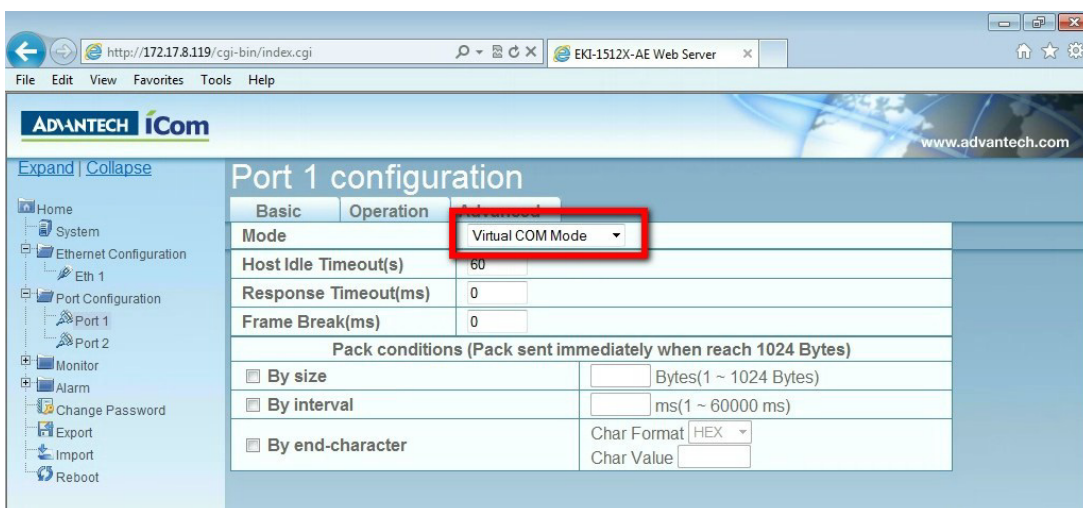 http://172.17.8.119/cgi-bin/index.cgi
EKI-1512X-AE Web Server
File Edit View Favorites Tools Help
ADVANTECH iCom
www.advantech.com
Expand | Collapse
Home
System
Ethernet Configuration
Eth 1
Port Configuration
Port 1
Port 2
Monitor
Alarm
Change Password
Export
Import
Reboot
Port 1 configuration
Basic Operation Advanced
Mode Virtual COM Mode
Host Idle Timeout(s) 60
Response Timeout(ms) 0
Frame Break(ms) 0
Pack conditions (Pack sent immediately when reach 1024 Bytes)
By size Bytes(1 ~ 1024 Bytes)
By interval ms(1 ~ 60000 ms)
By end-character Char Format HEX
Char Value